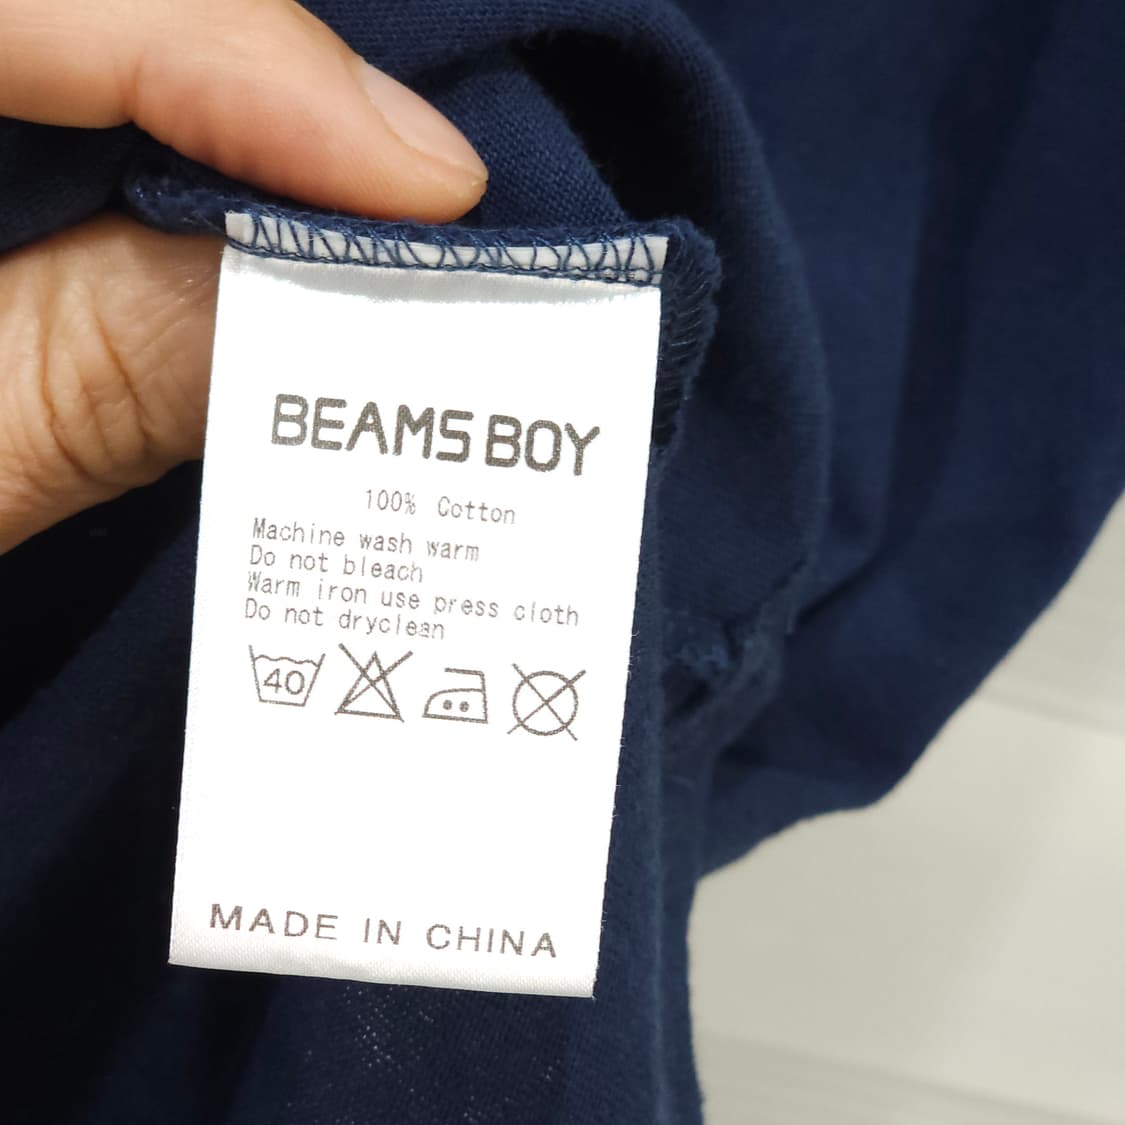 BEAMS BOY
100% Cotton
Machine wash warm
Do not bleach
Warm iron use press cloth
Do not dryclean
40
MADE IN CHINA